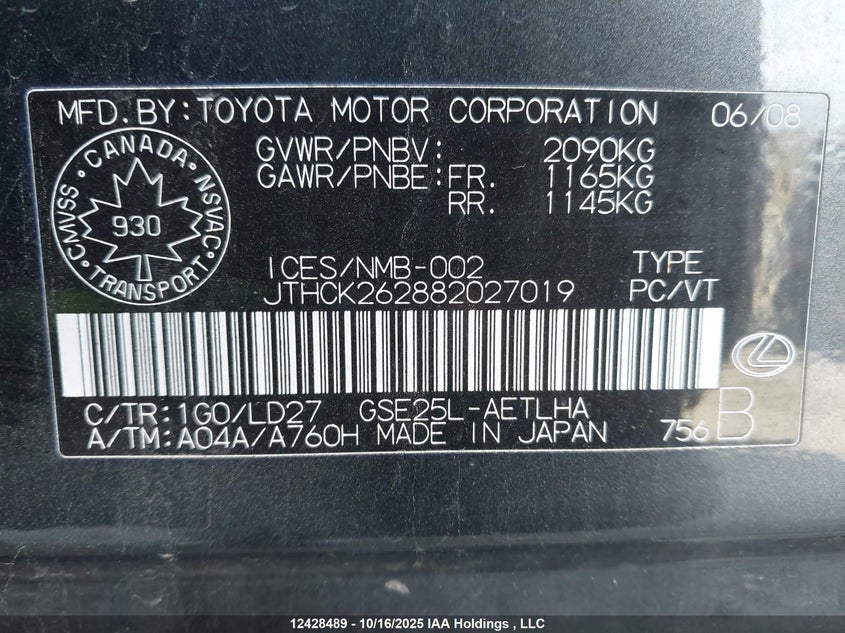 MFD. BY: TOYOTA MOTOR CORPORATION 06/08
GVWR/PNBV: 2090KG
GAWR/PNBE: FR. 1165KG
RR. 1145KG
CANADA
CMVSS
NSVAC
930
TRANSPORT
ICES/NMB-002 TYPE
JTHCK262882027019 PC/VT
C/TR: 1G0/LD27 GSE25L-AETLHA
A/TM: A04A/A760H MADE IN JAPAN 756 B
12428489 - 10/16/2025 IAA Holdings , LLC